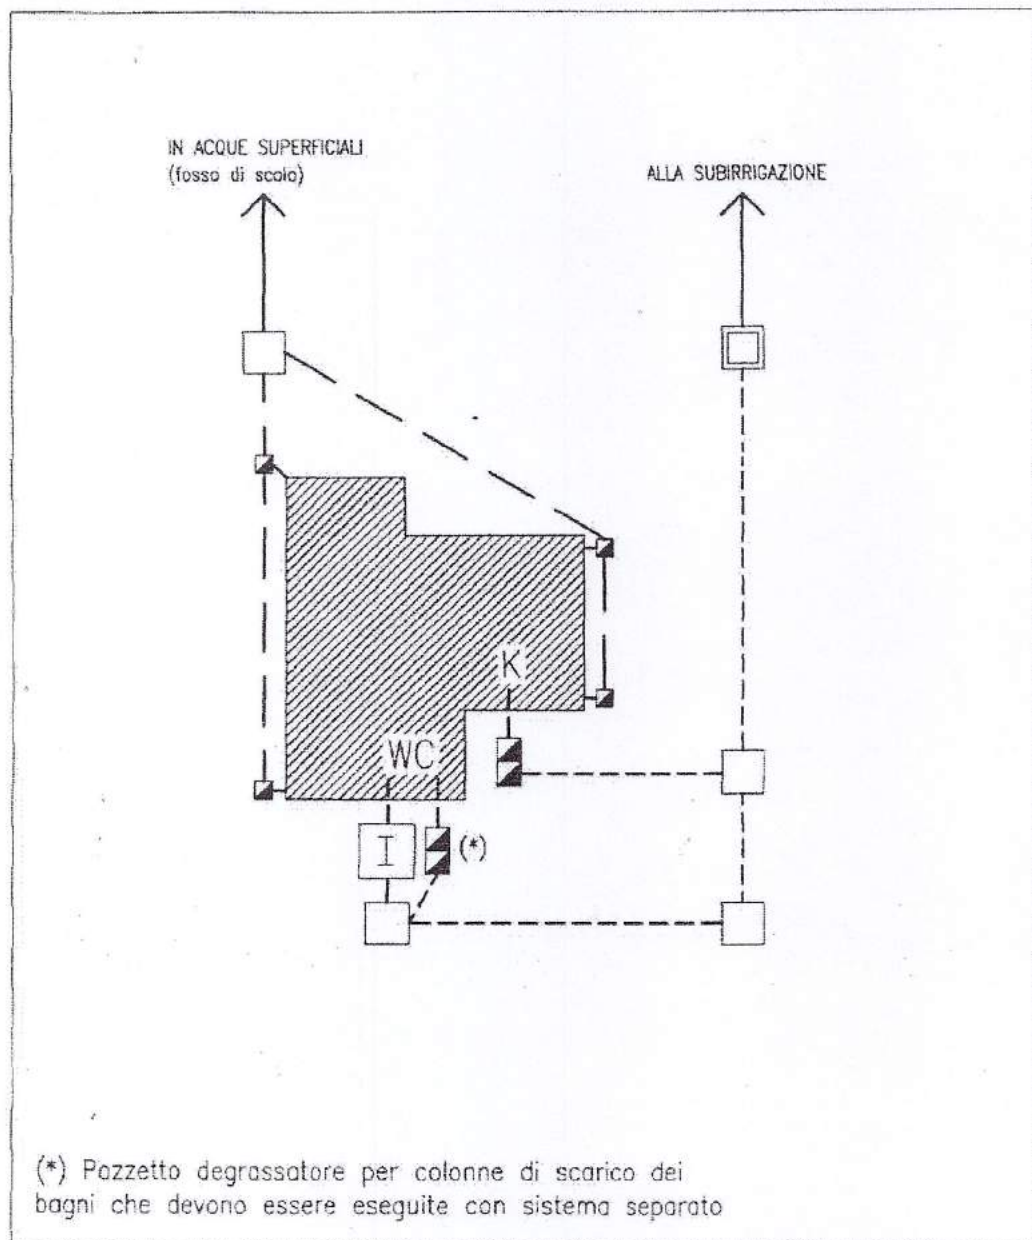 IN ACQUE SUPERFICIALI
(fosso di scolo)
ALLA SUBIRRIGAZIONE
K
WC
I
(*)
(*) Pozzetto degrassatore per colonne di scarico dei
bagni che devono essere eseguite con sistema separato